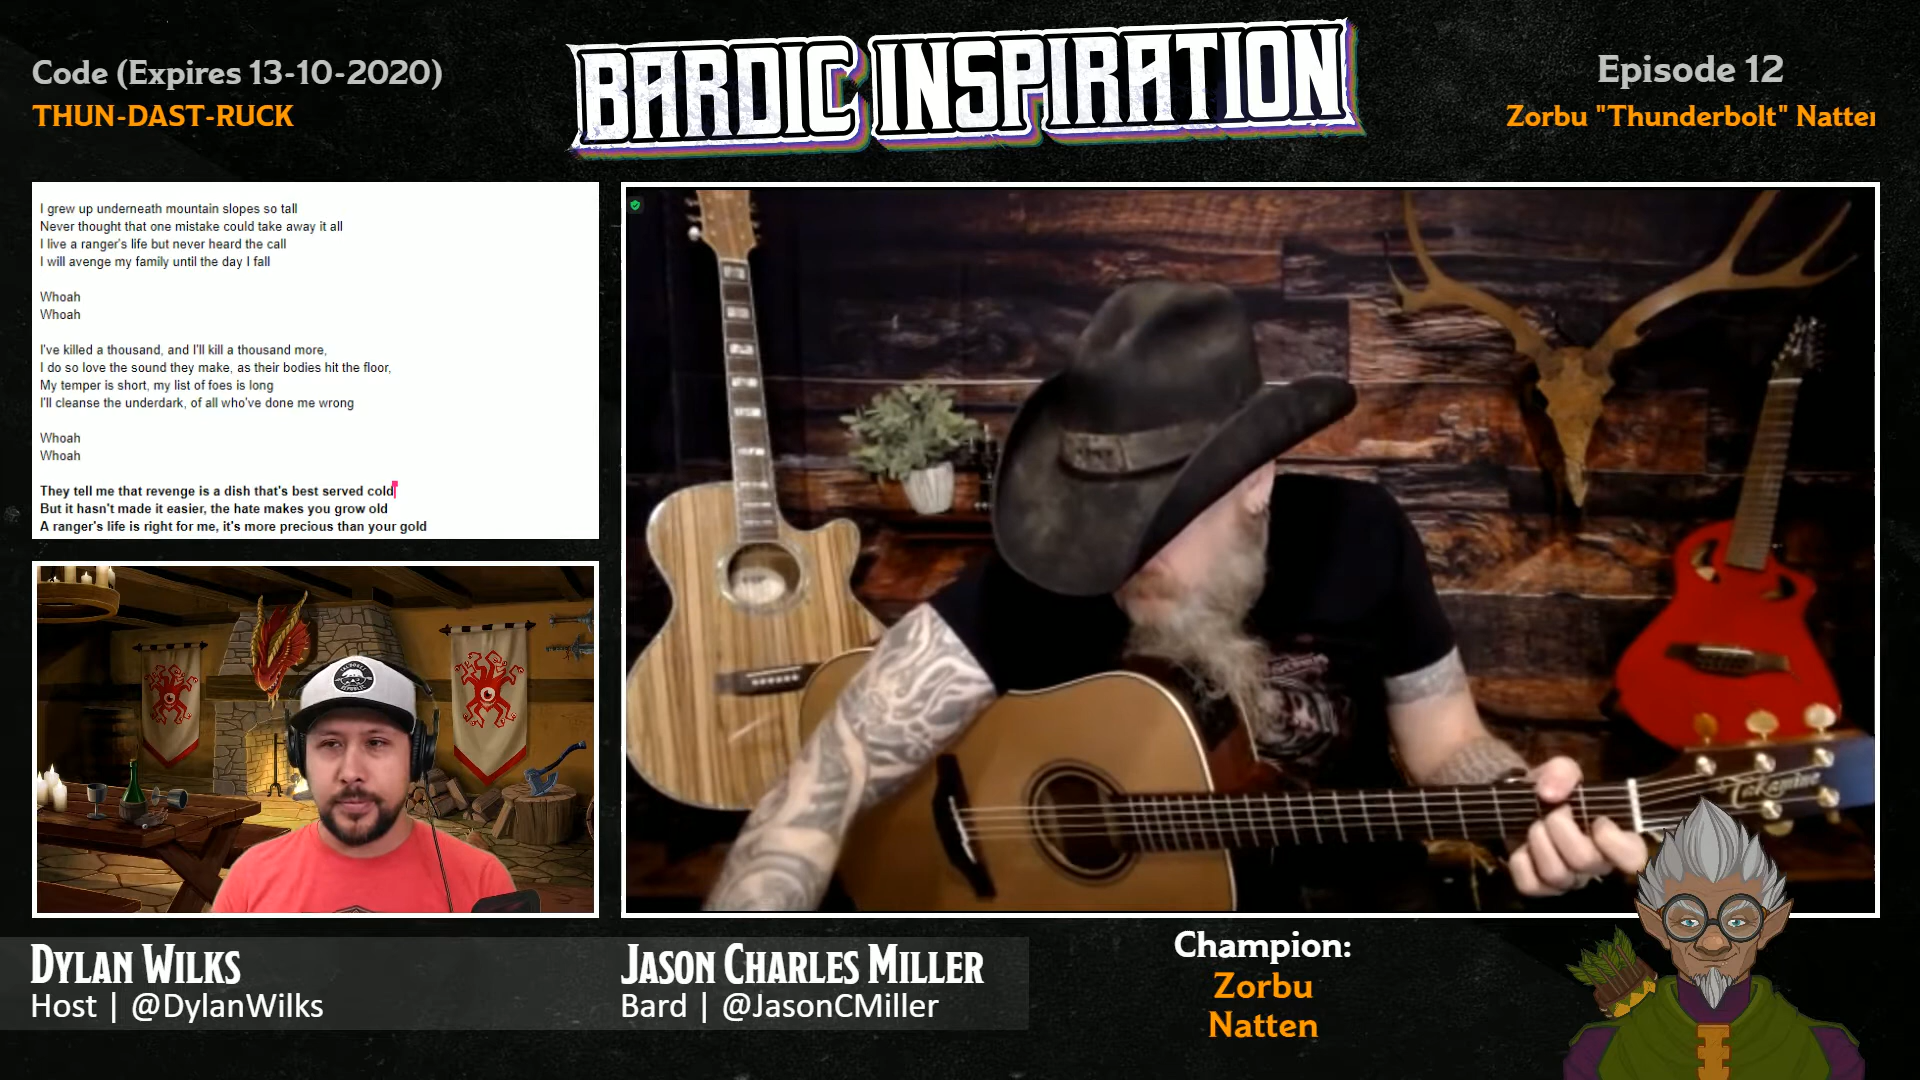 Code (Expires 13-10-2020)
THUN-DAST-RUCK
BARDIC INSPIRATION
Episode 12
Zorbu "Thunderbolt" Natten
I grew up underneath mountain slopes so tall
Never thought that one mistake could take away it all
I live a ranger's life but never heard the call
I will avenge my family until the day I fall
Whoah
Whoah
I've killed a thousand, and I'll kill a thousand more,
I do so love the sound they make, as their bodies hit the floor,
My temper is short, my list of foes is long
I'll cleanse the underdark, of all who've done me wrong
Whoah
Whoah
They tell me that revenge is a dish that's best served cold
But it hasn't made it easier, the hate makes you grow old
A ranger's life is right for me, it's more precious than your gold
Takamine
DYLAN WILKS
Host | @DylanWilks
JASON CHARLES MILLER
Bard | @JasonCMiller
Champion:
Zorbu
Natten